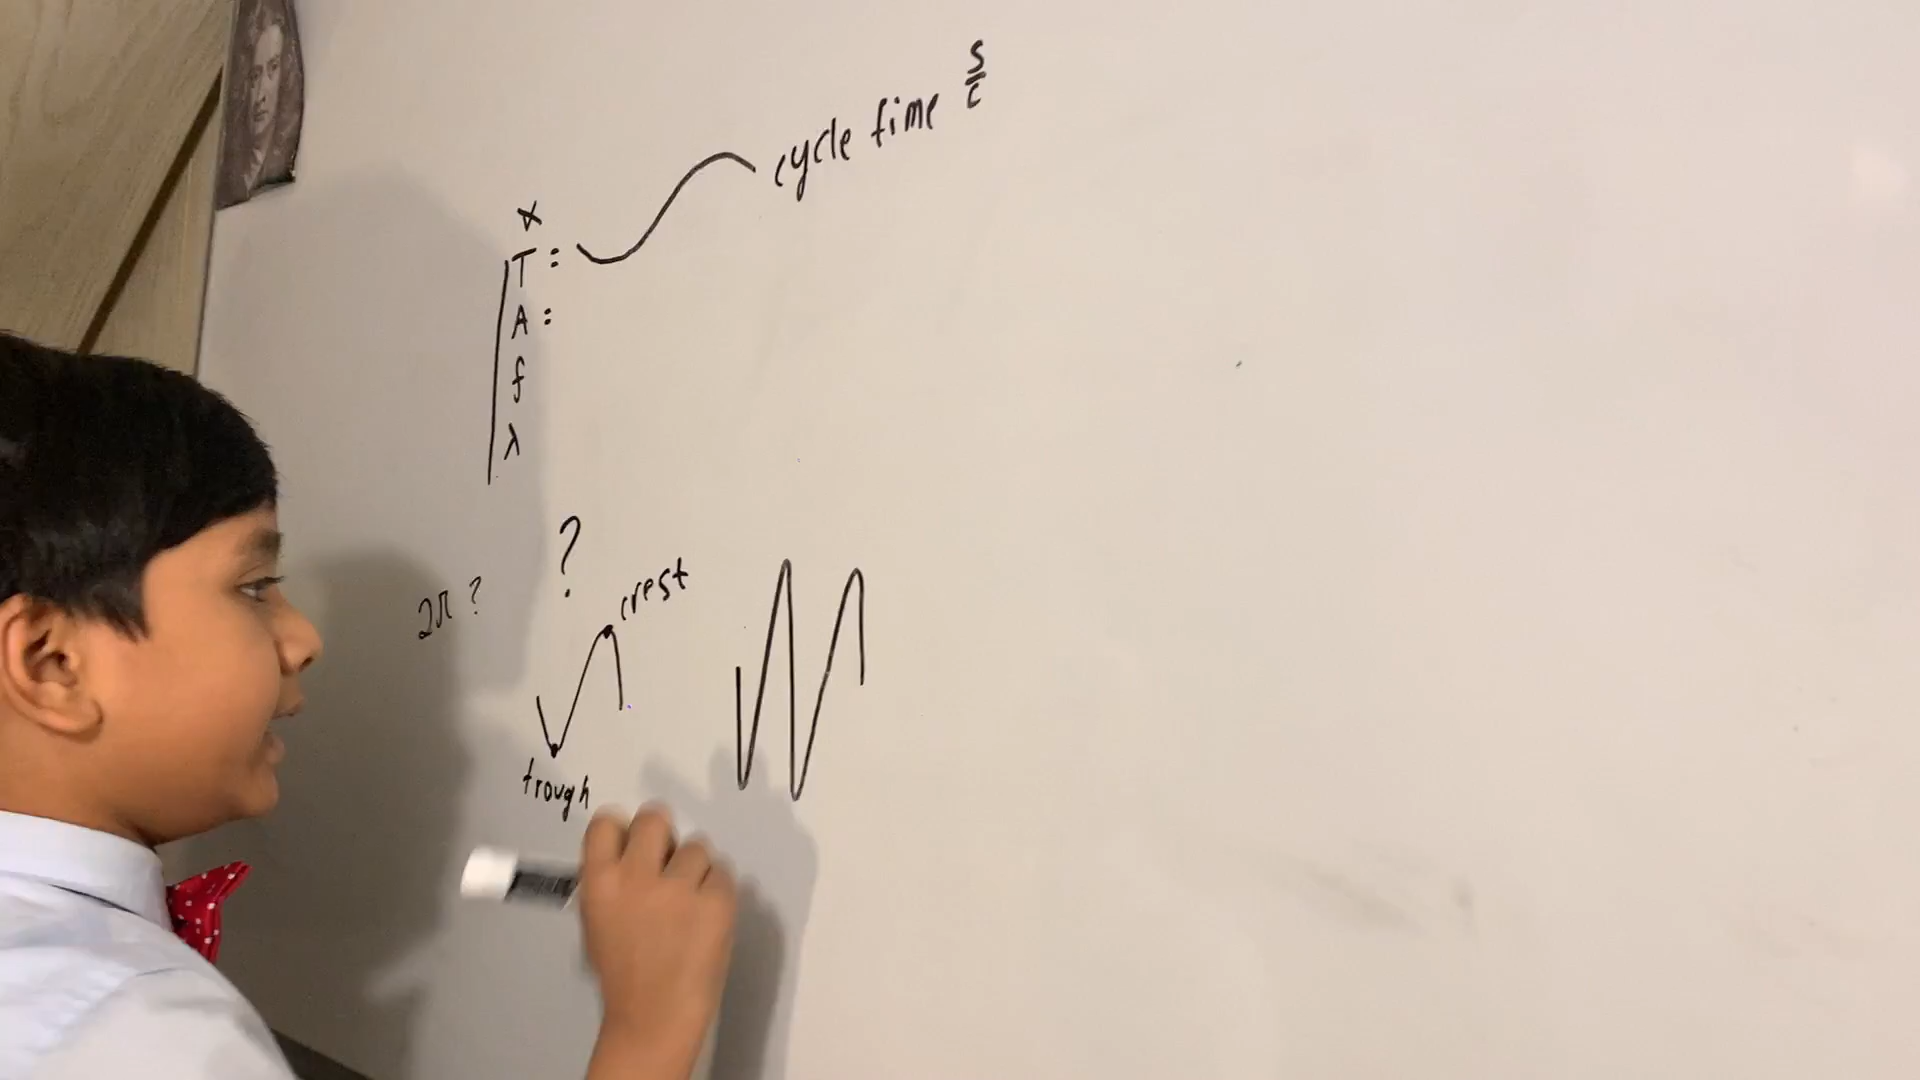 cycle time s/c
*
T:
A:
f
λ
?
2π ?
crest
trough